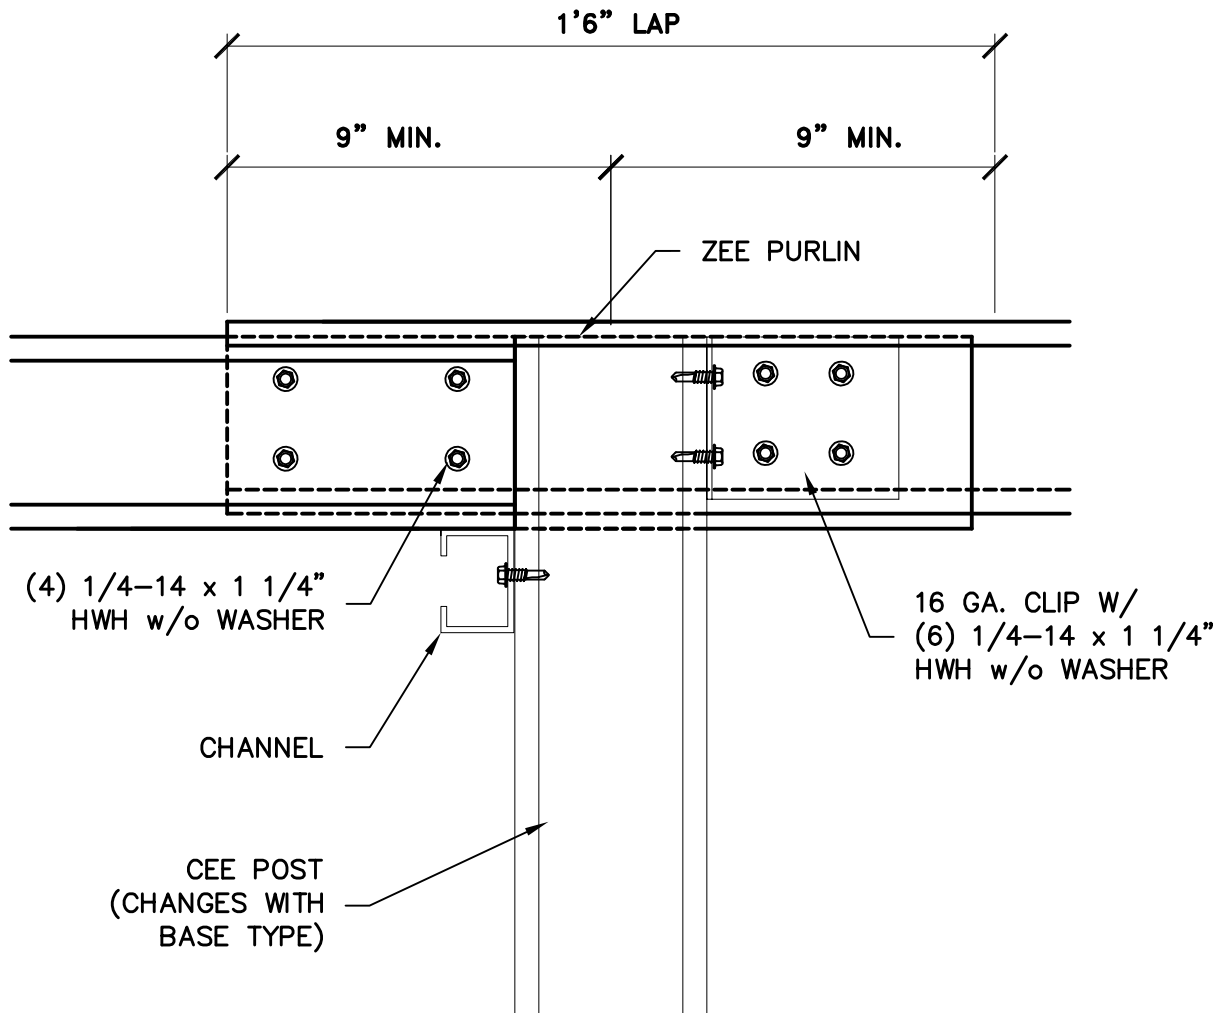 1'6" LAP
9" MIN.
9" MIN.
ZEE PURLIN
(4) 1/4-14 x 1 1/4"
HWH w/o WASHER
16 GA. CLIP W/
(6) 1/4-14 x 1 1/4"
HWH w/o WASHER
CHANNEL
CEE POST
(CHANGES WITH
BASE TYPE)